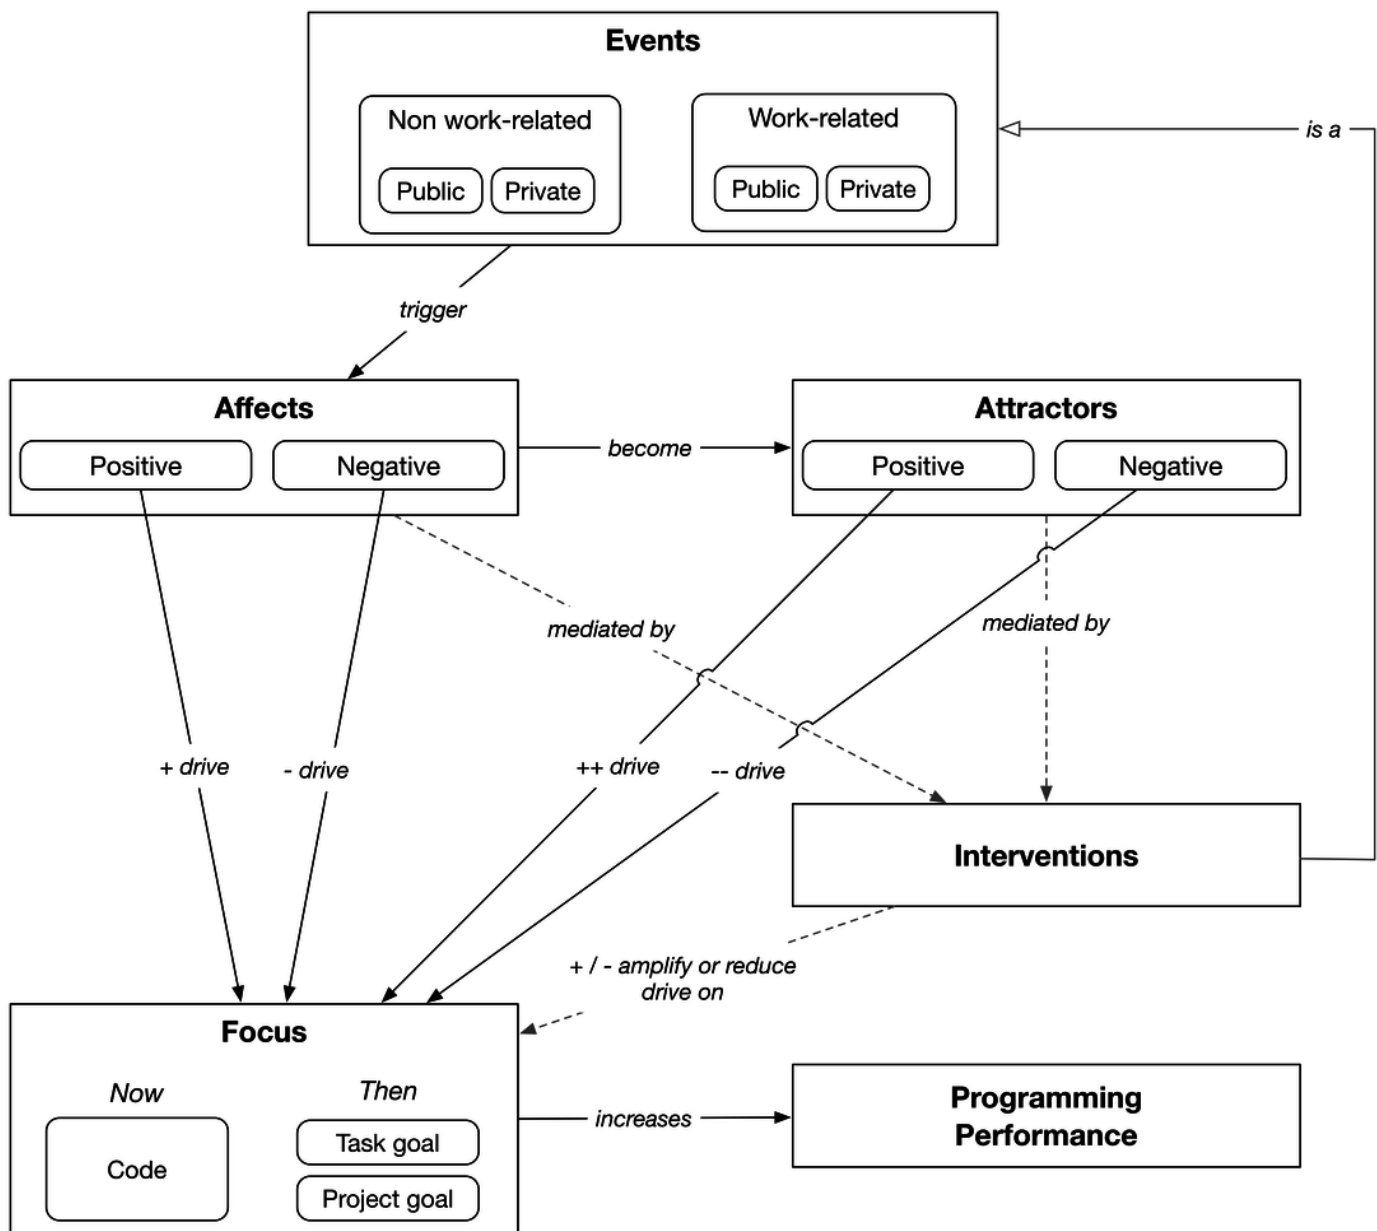 Events
Non work-related
Work-related
Public
Private
Public
Private
is a
trigger
Affects
Positive
Negative
become
Attractors
Positive
Negative
mediated by
mediated by
+ drive
- drive
++ drive
-- drive
Interventions
+ / - amplify or reduce
drive on
Focus
Now
Then
Code
Task goal
Project goal
increases
Programming
Performance